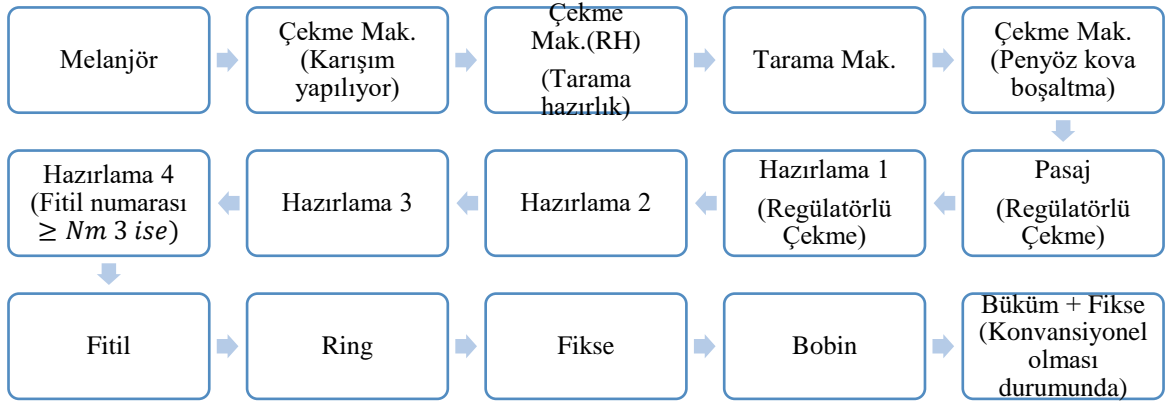 Melanjör
Çekme Mak.
(Karışım
yapılıyor)
Çekme
Mak.(RH)
(Tarama
hazırlık)
Tarama Mak.
Çekme Mak.
(Penyöz kova
boşaltma)
Pasaj
(Regülatörlü
Çekme)
Hazırlama 1
(Regülatörlü
Çekme)
Hazırlama 2
Hazırlama 3
Hazırlama 4
(Fitil numarası
≥ Nm 3 ise)
Fitil
Ring
Fikse
Bobin
Büküm + Fikse
(Konvansiyonel
olması
durumunda)